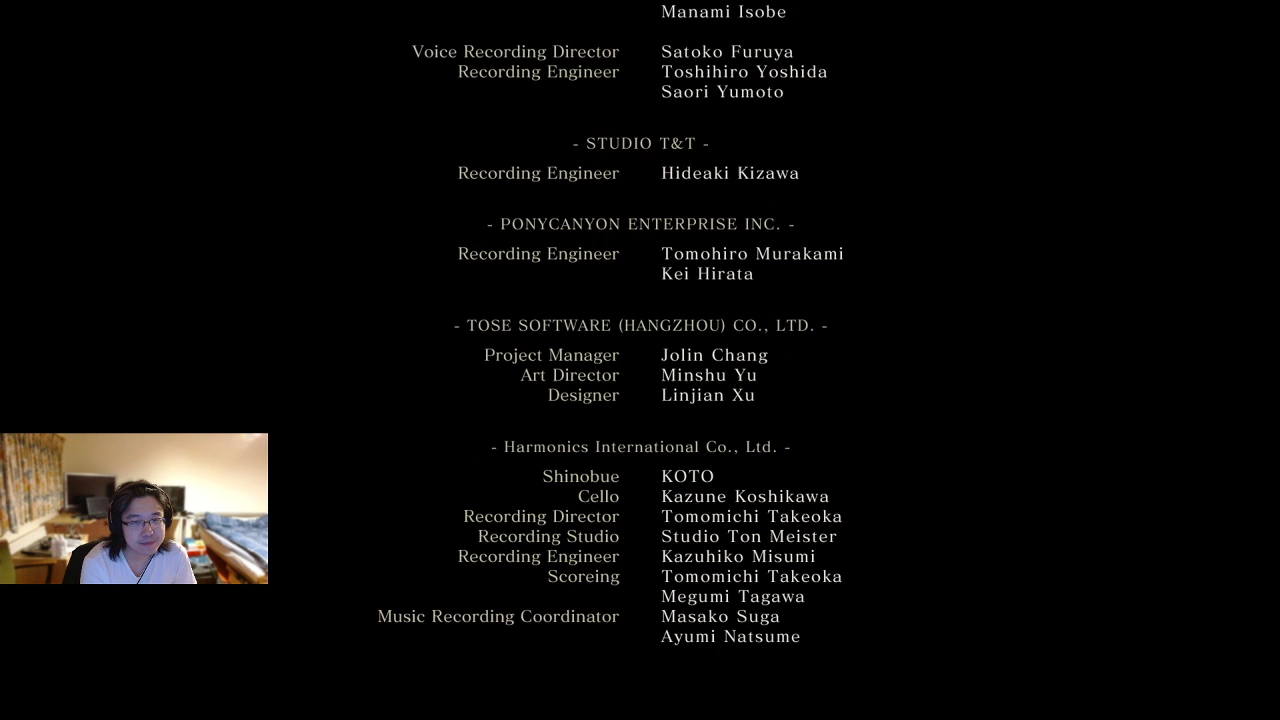 Manami Isobe
Voice Recording Director Satoko Furuya
Recording Engineer Toshihiro Yoshida
Saori Yumoto
- STUDIO T&T -
Recording Engineer Hideaki Kizawa
- PONYCANYON ENTERPRISE INC. -
Recording Engineer Tomohiro Murakami
Kei Hirata
- TOSE SOFTWARE (HANGZHOU) CO., LTD. -
Project Manager Jolin Chang
Art Director Minshu Yu
Designer Linjian Xu
- Harmonics International Co., Ltd. -
Shinobue KOTO
Cello Kazune Koshikawa
Recording Director Tomomichi Takeoka
Recording Studio Studio Ton Meister
Recording Engineer Kazuhiko Misumi
Scoreing Tomomichi Takeoka
Megumi Tagawa
Music Recording Coordinator Masako Suga
Ayumi Natsume